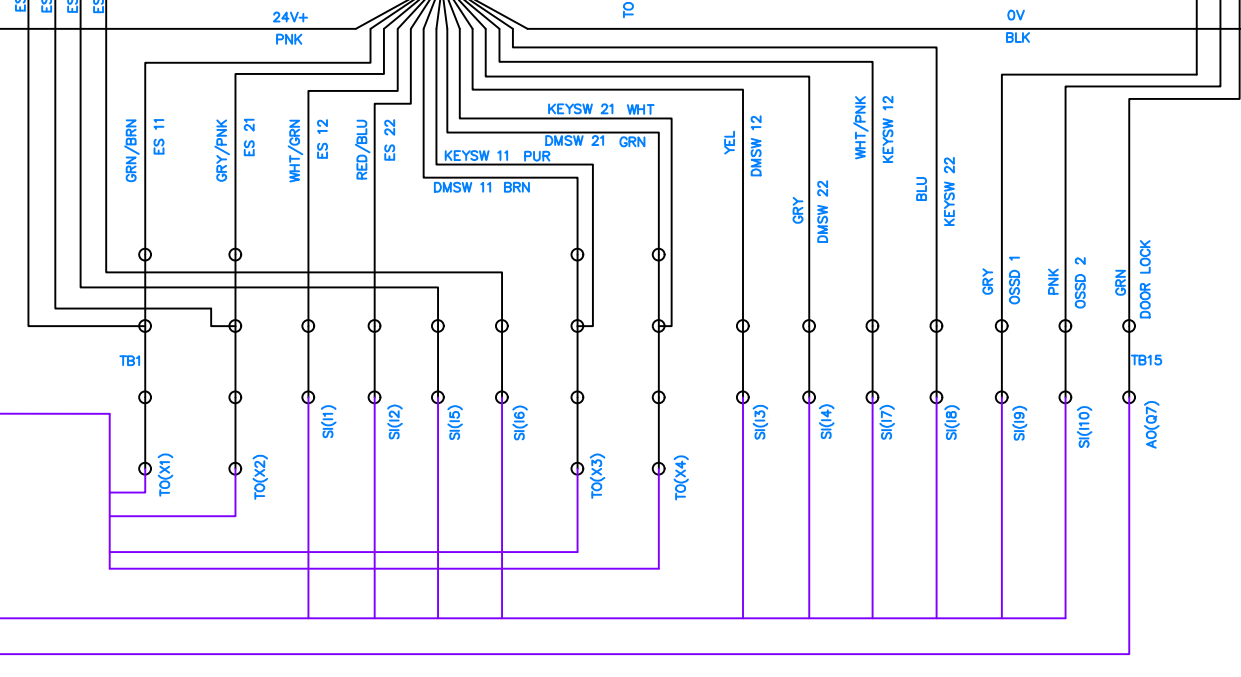 ES
ES
ES
ES
24V+
PNK
TO
0V
BLK
GRN/BRN
ES 11
GRY/PNK
ES 21
WHT/GRN
ES 12
RED/BLU
ES 22
KEYSW 21 WHT
DMSW 21 GRN
KEYSW 11 PUR
DMSW 11 BRN
YEL
DMSW 12
GRY
DMSW 22
WHT/PNK
KEYSW 12
BLU
KEYSW 22
GRY
OSSD 1
PNK
OSSD 2
GRN
DOOR LOCK
TB1
TB15
TO(X1)
TO(X2)
SI(I1)
SI(I2)
SI(I5)
SI(I6)
TO(X3)
TO(X4)
SI(I3)
SI(I4)
SI(I7)
SI(I8)
SI(I9)
SI(I10)
AO(Q7)